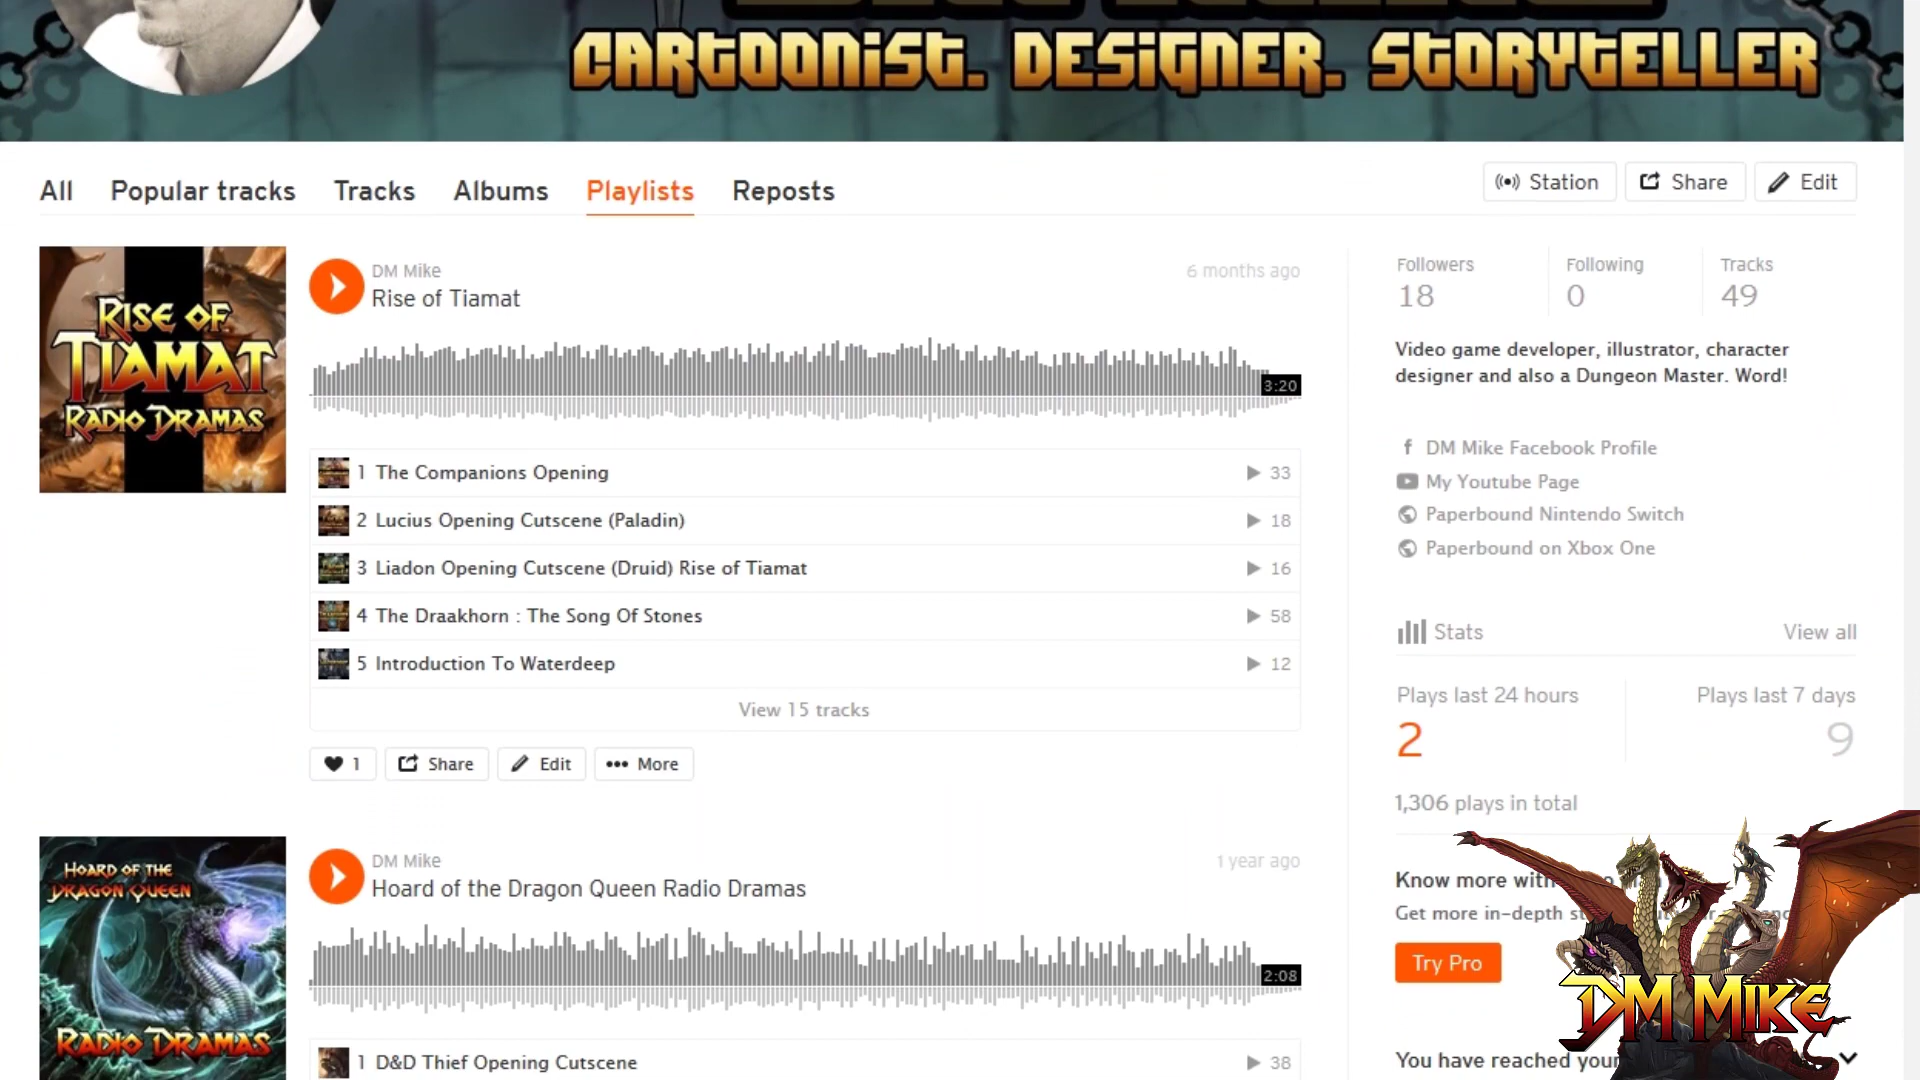 CARTOONIST. DESIGNER. STORYTELLER
All Popular tracks Tracks Albums Playlists Reposts
Station Share Edit
RISE OF
TIAMAT
RADIO DRAMAS
DM Mike
Rise of Tiamat
6 months ago
3:20
1 The Companions Opening 33
2 Lucius Opening Cutscene (Paladin) 18
3 Liadon Opening Cutscene (Druid) Rise of Tiamat 16
4 The Draakhorn : The Song Of Stones 58
5 Introduction To Waterdeep 12
View 15 tracks
1 Share Edit More
HOARD OF THE
DRAGON QUEEN
RADIO DRAMAS
DM Mike
Hoard of the Dragon Queen Radio Dramas
1 year ago
2:08
1 D&D Thief Opening Cutscene 38
Followers Following Tracks
18 0 49
Video game developer, illustrator, character
designer and also a Dungeon Master. Word!
DM Mike Facebook Profile
My Youtube Page
Paperbound Nintendo Switch
Paperbound on Xbox One
Stats View all
Plays last 24 hours Plays last 7 days
2 9
1,306 plays in total
Know more with
Get more in-depth
Try Pro
DM MIKE
You have reached your